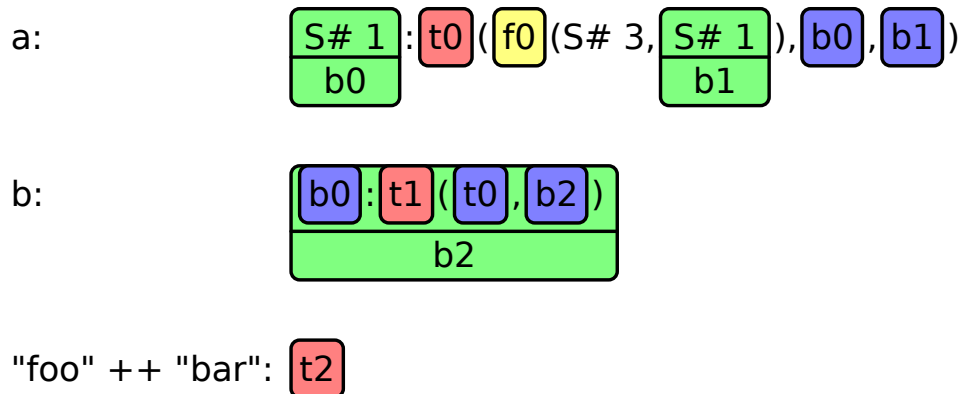 a: S# 1 : t0 ( f0 (S# 3, S# 1 ), b0 , b1 )
b0 b1
b: b0 : t1 ( t0 , b2 )
b2
"foo" ++ "bar": t2